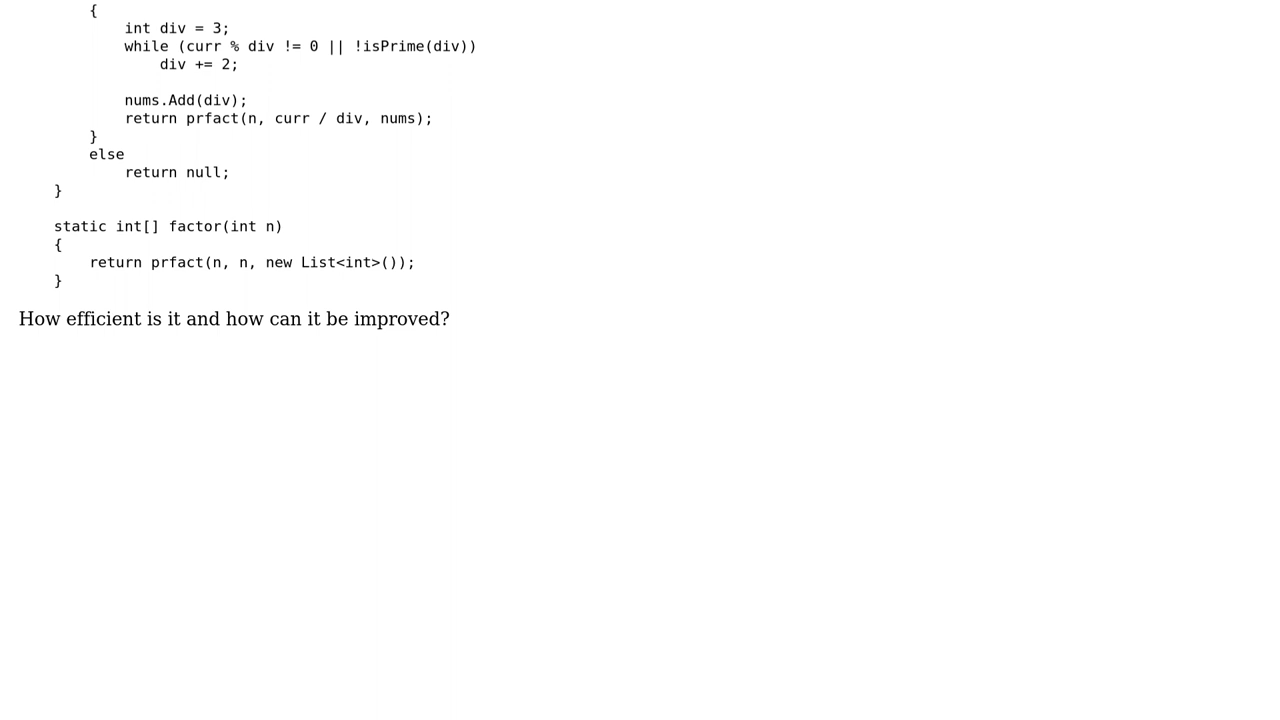 {
int div = 3;
while (curr % div != 0 || !isPrime(div))
div += 2;
nums.Add(div);
return prfact(n, curr / div, nums);
}
else
return null;
}
static int[] factor(int n)
{
return prfact(n, n, new List<int>());
}
How efficient is it and how can it be improved?